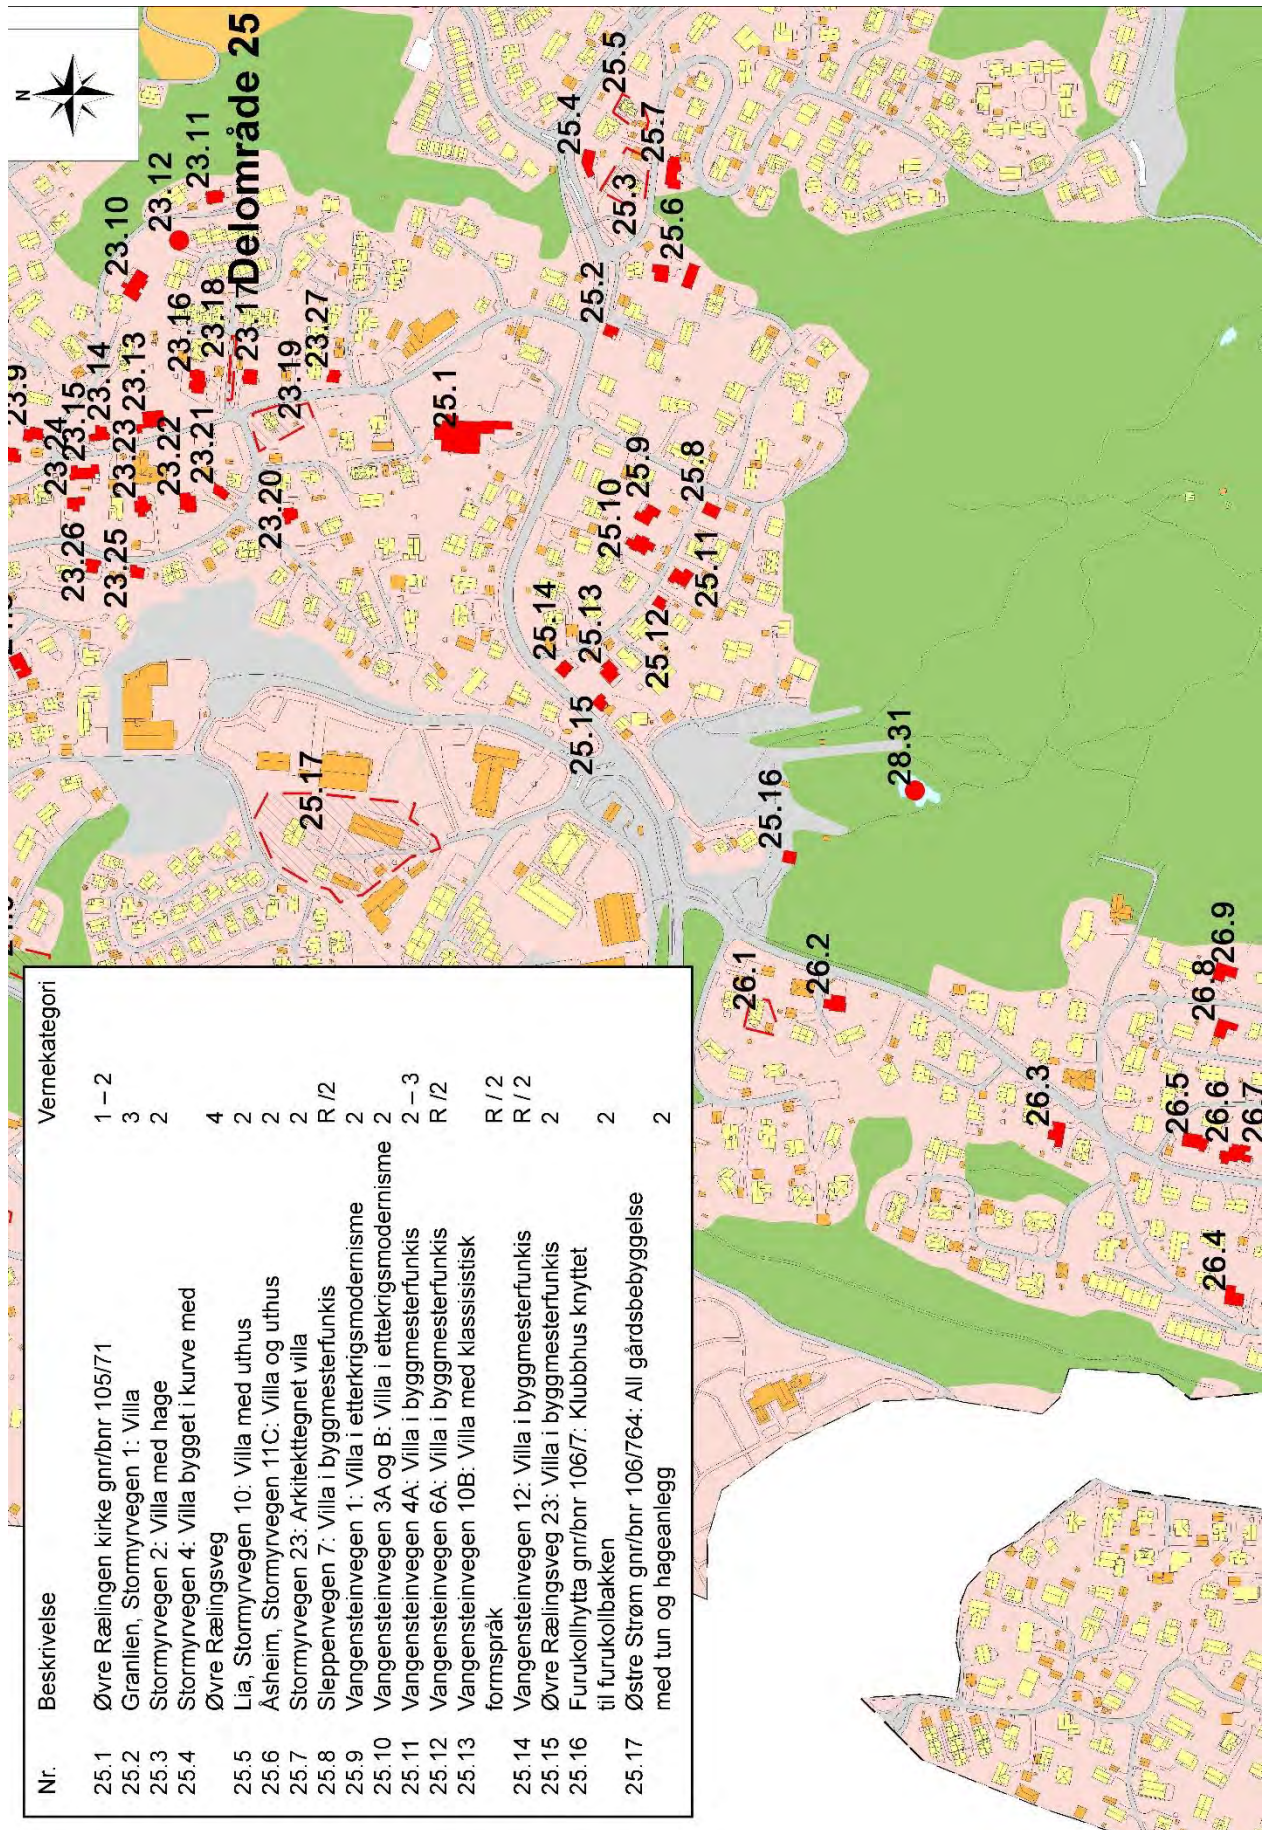 N
Delområde 25
Nr. Beskrivelse Vernekategori
25.1 Øvre Rælingen kirke gnr/bnr 105/71 1 – 2
25.2 Granlien, Stormyrvegen 1: Villa 3
25.3 Stormyrvegen 2: Villa med hage 2
25.4 Stormyrvegen 4: Villa bygget i kurve med
Øvre Rælingsveg 4
25.5 Lia, Stormyrvegen 10: Villa med uthus 2
25.6 Åsheim, Stormyrvegen 11C: Villa og uthus 2
25.7 Stormyrvegen 23: Arkitekttegnet villa 2
25.8 Sleppenvegen 7: Villa i byggmesterfunkis R /2
25.9 Vangensteinvegen 1: Villa i etterkrigsmodernisme 2
25.10 Vangensteinvegen 3A og B: Villa i ettekrigsmodernisme 2
25.11 Vangensteinvegen 4A: Villa i byggmesterfunkis 2 – 3
25.12 Vangensteinvegen 6A: Villa i byggmesterfunkis R /2
25.13 Vangensteinvegen 10B: Villa med klassisistisk
formspråk R / 2
25.14 Vangensteinvegen 12: Villa i byggmesterfunkis R / 2
25.15 Øvre Rælingsveg 23: Villa i byggmesterfunkis 2
25.16 Furukollhytta gnr/bnr 106/7: Klubbhus knyttet
til furukollbakken 2
25.17 Østre Strøm gnr/bnr 106/764: All gårdsbebyggelse
med tun og hageanlegg 2
23.9
23.24
23.15
23.14
23.13
23.10
23.12
23.11
23.26
23.25
23.23
23.22
23.21
23.16
23.18
23.17
23.20
23.19
23.27
25.1
25.17
25.4
25.5
25.3
25.7
25.2
25.6
25.14
25.13
25.10
25.9
25.8
25.11
25.12
25.15
25.16
28.31
26.1
26.2
26.3
26.4
26.5
26.6
26.7
26.8
26.9